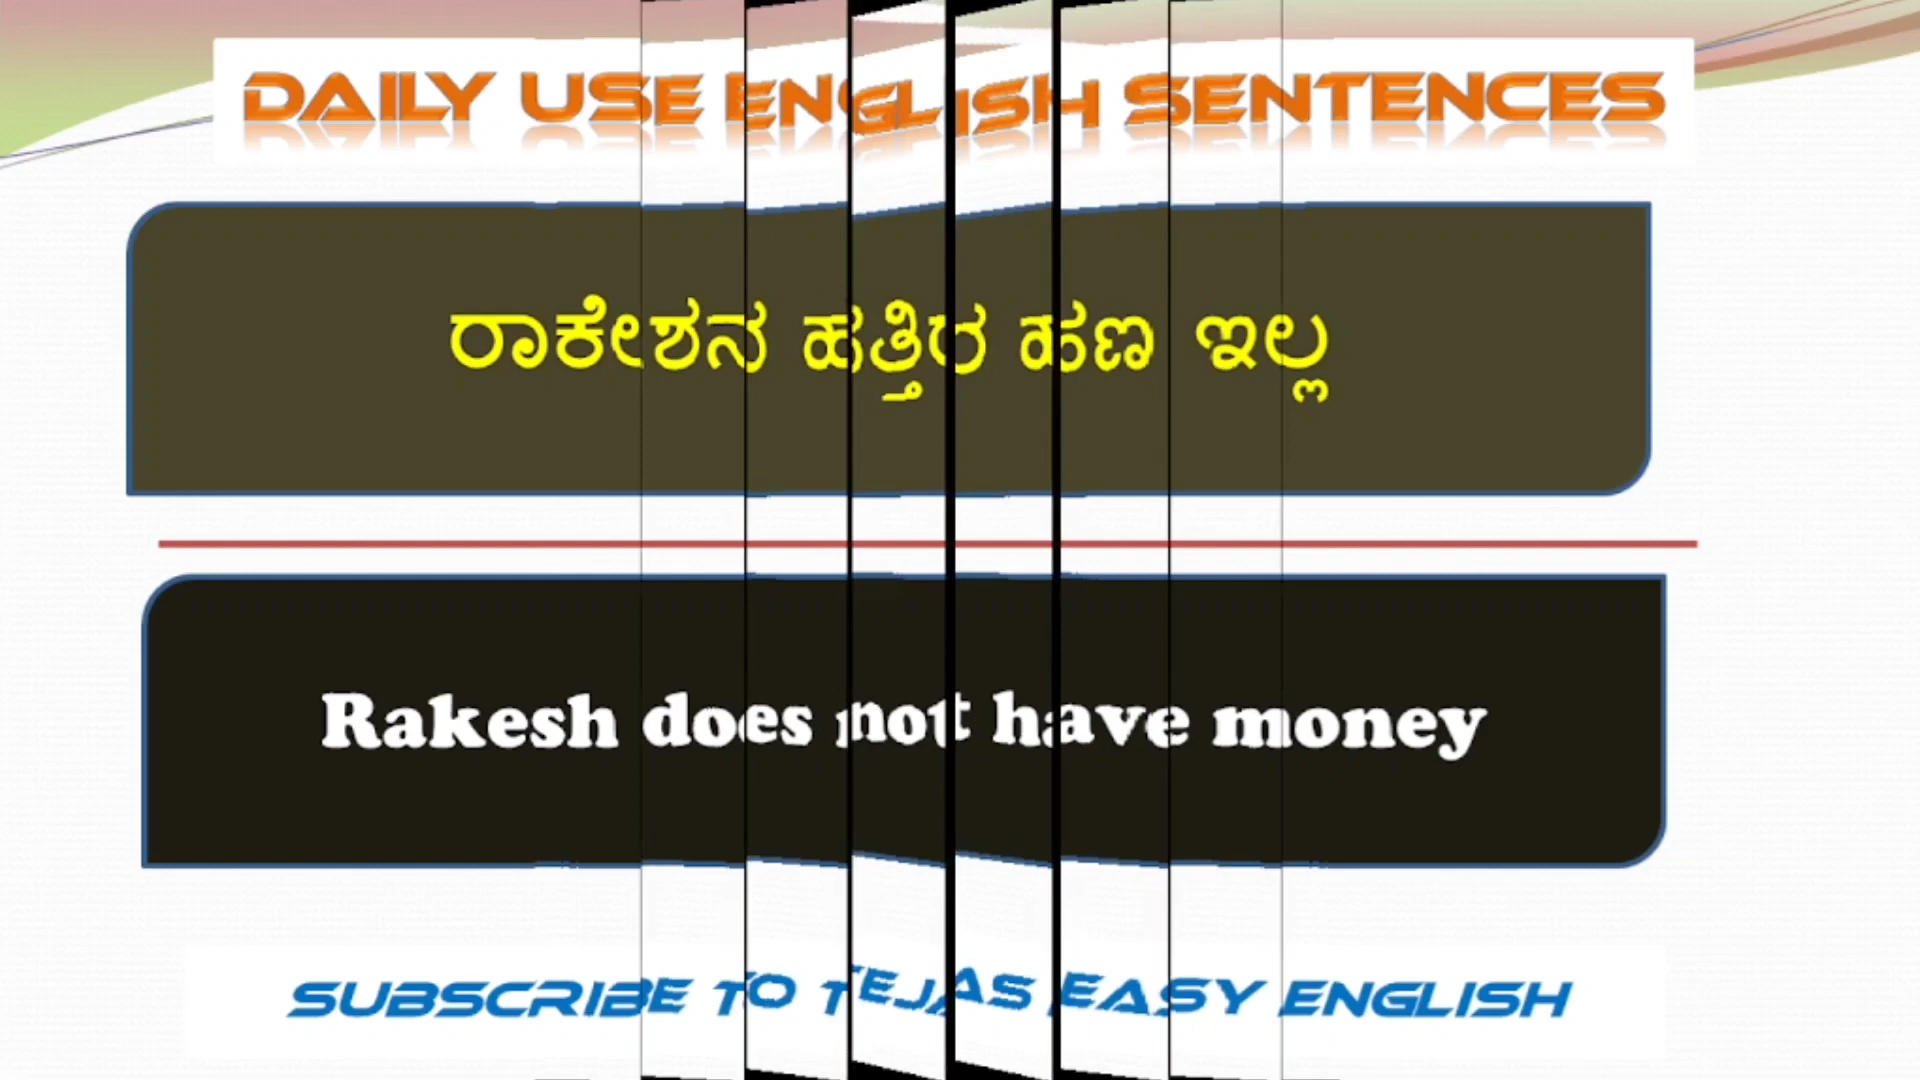 DAILY USE ENGLISH SENTENCES
ರಾಕೇಶನ ಹತ್ತಿರ ಹಣ ಇಲ್ಲ
Rakesh does not have money
SUBSCRIBE TO TEJAS EASY ENGLISH